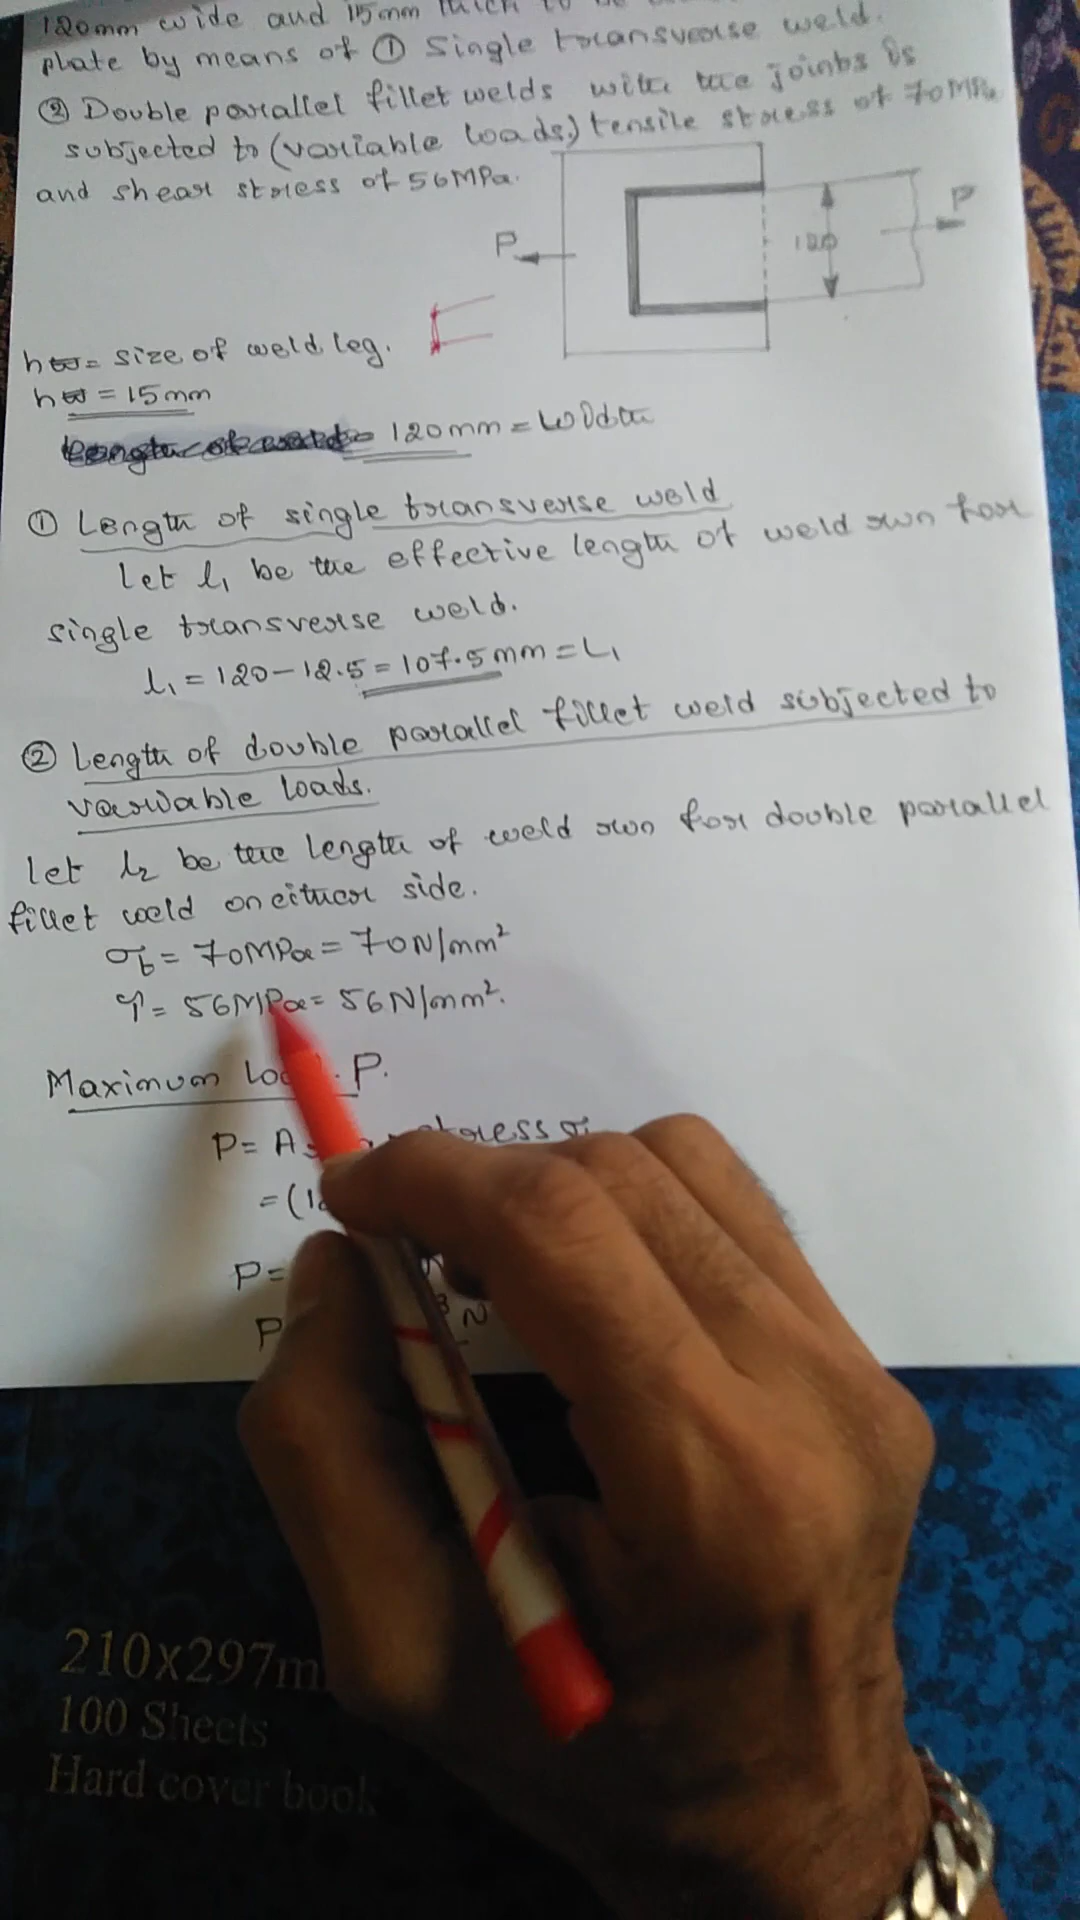 120mm wide and 15mm thick to be
plate by means of ① Single transverse weld.
② Double parallel fillet welds with the joints is
subjected to (variable loads) tensile stress of 70MPa
and shear stress of 56MPa.
P
120
P
h = size of weld leg.
h = 15mm
120mm = Width
① Length of single transverse weld
Let l₁ be the effective length of weld run for
single transverse weld.
l₁ = 120-12.5 = 107.5mm = L₁
② Length of double parallel fillet weld subjected to
variable loads.
Let l₂ be the length of weld run for double parallel
fillet weld on either side.
σt = 70MPa = 70N/mm²
τ = 56MPa = 56N/mm².
Maximum P.
P= stress
=(1
P=
P
3 N
210x297m
100 Sheets
Hard cover book